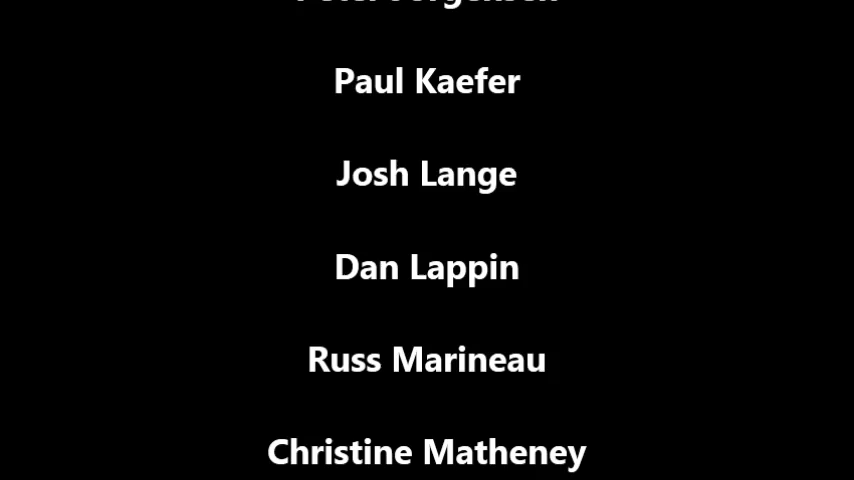 Paul Kaefer
Josh Lange
Dan Lappin
Russ Marineau
Christine Matheney